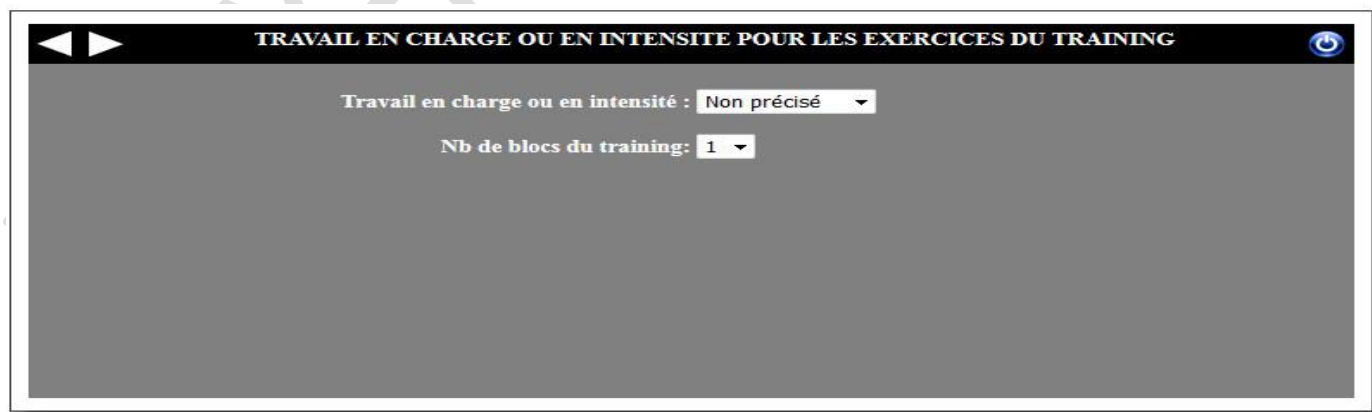 TRAVAIL EN CHARGE OU EN INTENSITE POUR LES EXERCICES DU TRAINING
Travail en charge ou en intensité : Non précisé
Nb de blocs du training: 1